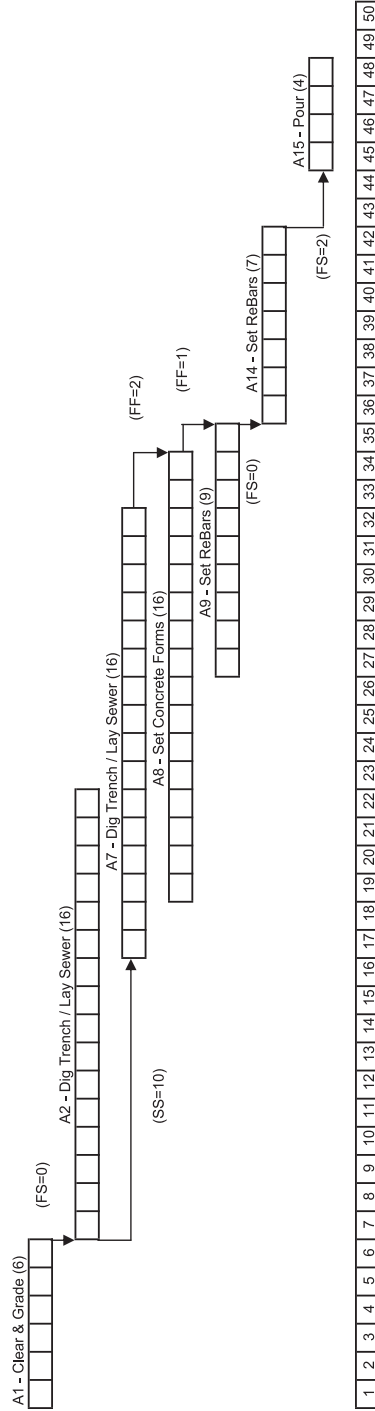 A1 - Clear & Grade (6)
(FS=0)
A2 - Dig Trench / Lay Sewer (16)
(SS=10)
A7 - Dig Trench / Lay Sewer (16)
(FF=2)
A8 - Set Concrete Forms (16)
(FF=1)
A9 - Set ReBars (9)
(FS=0)
A14 - Set ReBars (7)
(FS=2)
A15 - Pour (4)
1 2 3 4 5 6 7 8 9 10 11 12 13 14 15 16 17 18 19 20 21 22 23 24 25 26 27 28 29 30 31 32 33 34 35 36 37 38 39 40 41 42 43 44 45 46 47 48 49 50